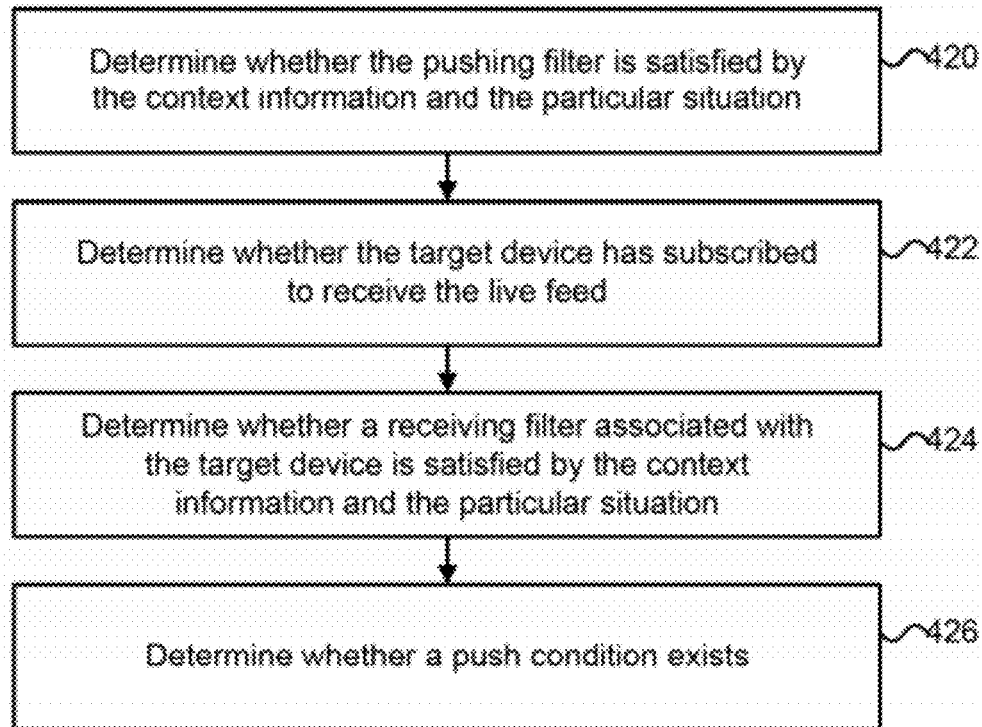 Determine whether the pushing filter is satisfied by
the context information and the particular situation
420
Determine whether the target device has subscribed
to receive the live feed
422
Determine whether a receiving filter associated with
the target device is satisfied by the context
information and the particular situation
424
Determine whether a push condition exists
426